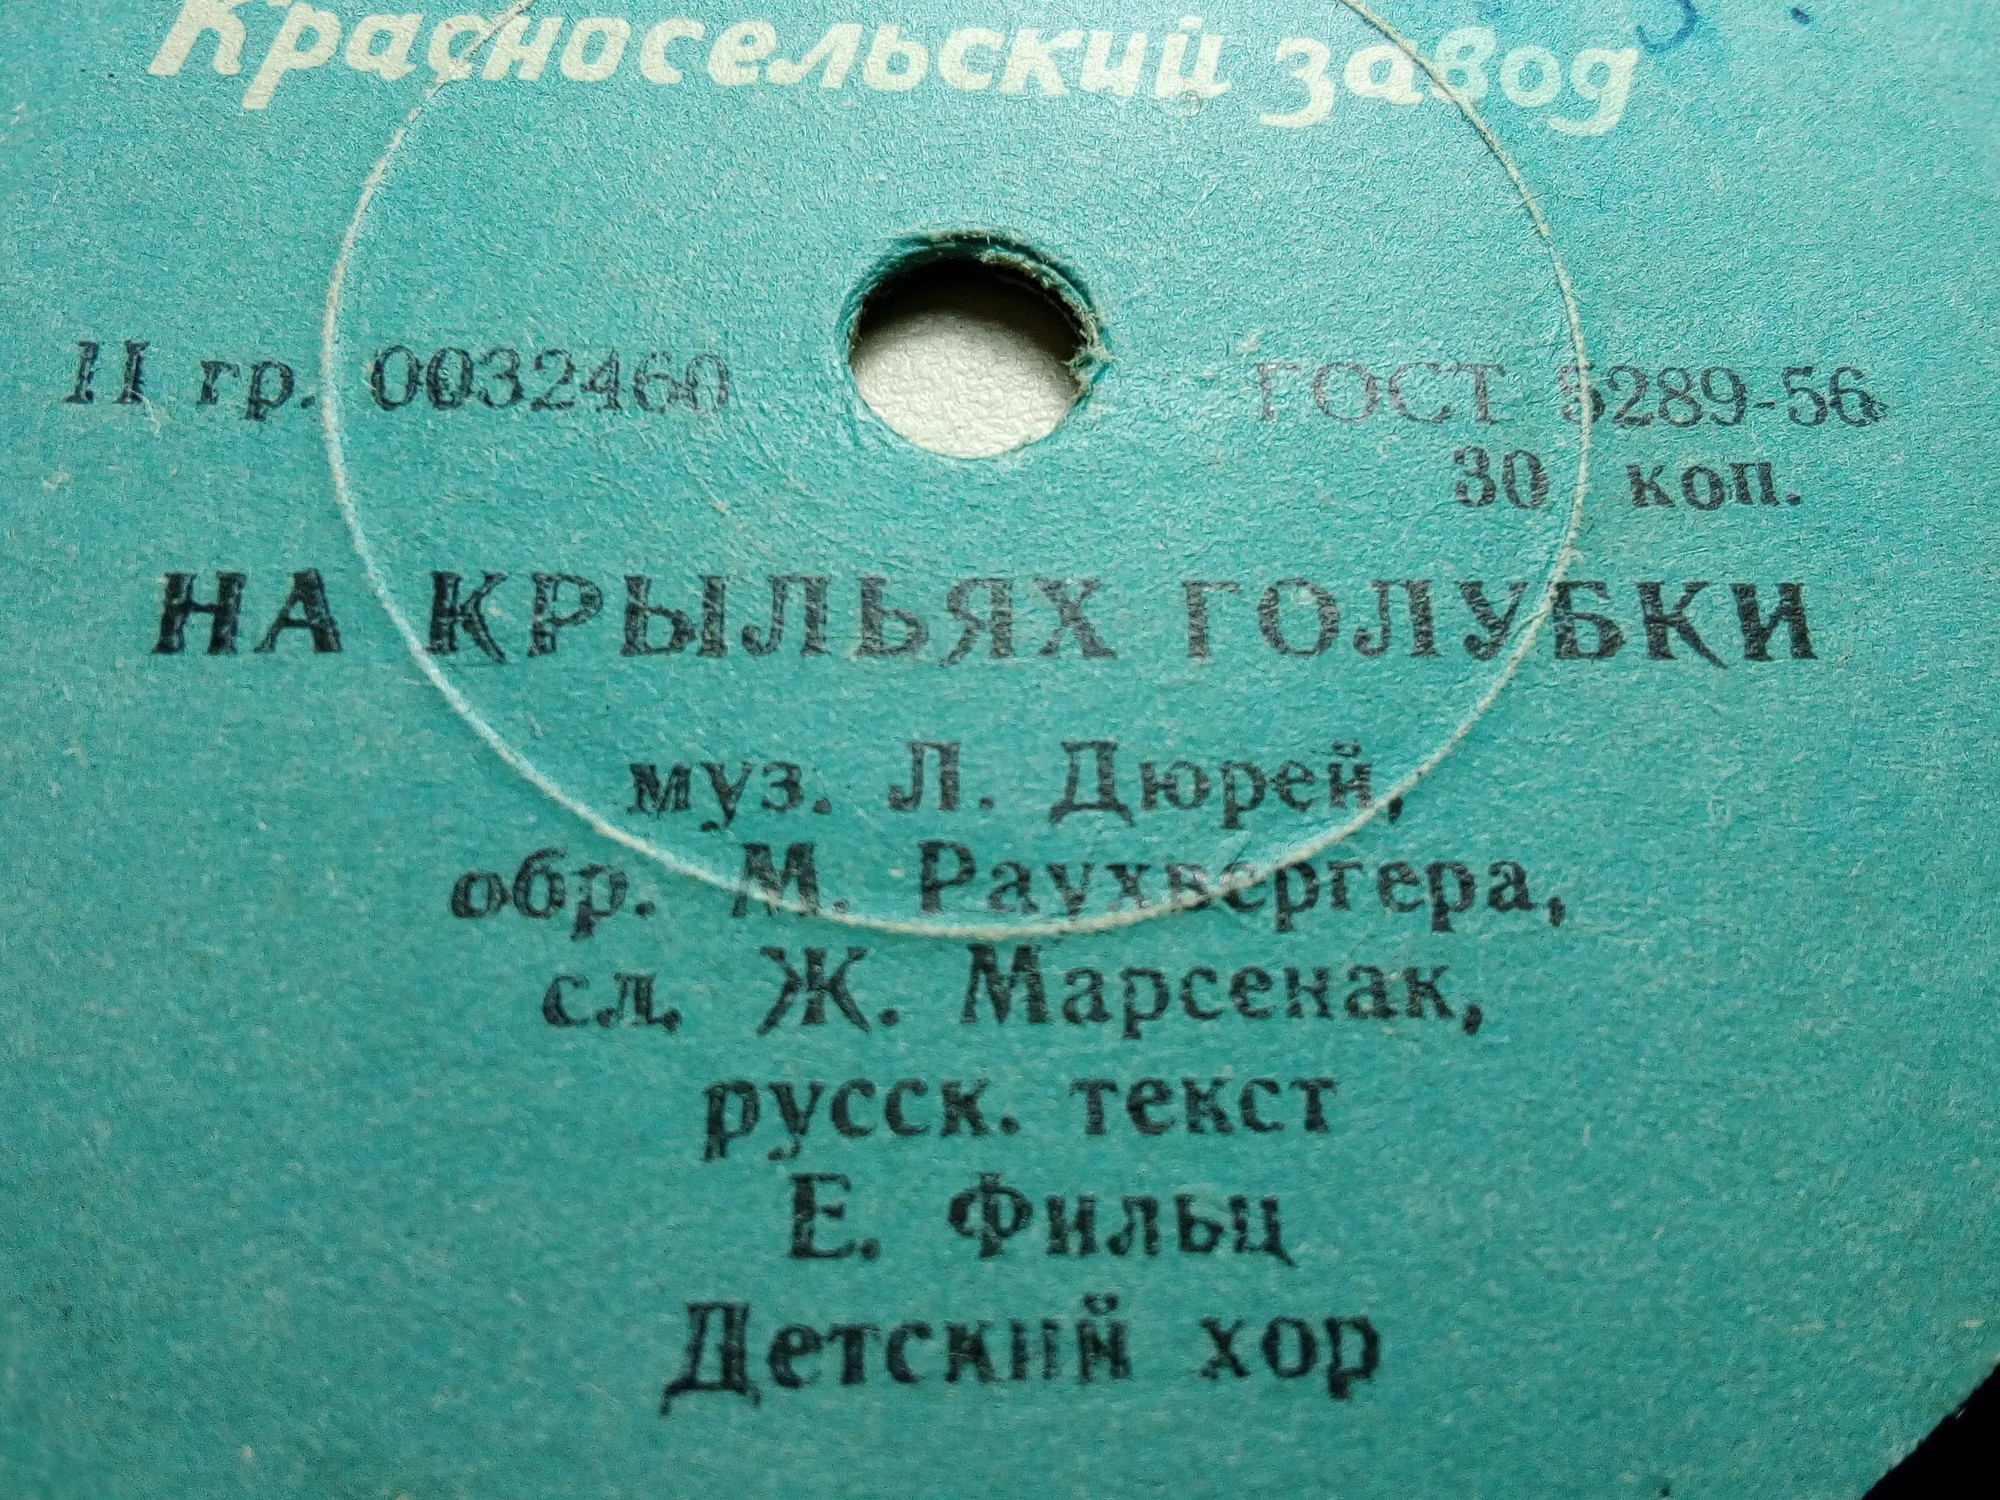 Красносельский завод
II гр. 0032460 ГОСТ 5289-56
30 коп.
НА КРЫЛЬЯХ ГОЛУБКИ
муз. Л. Дюрей,
обр. М. Раухвергера,
сл. Ж. Марсенак,
русск. текст
Е. Фильц
Детский хор